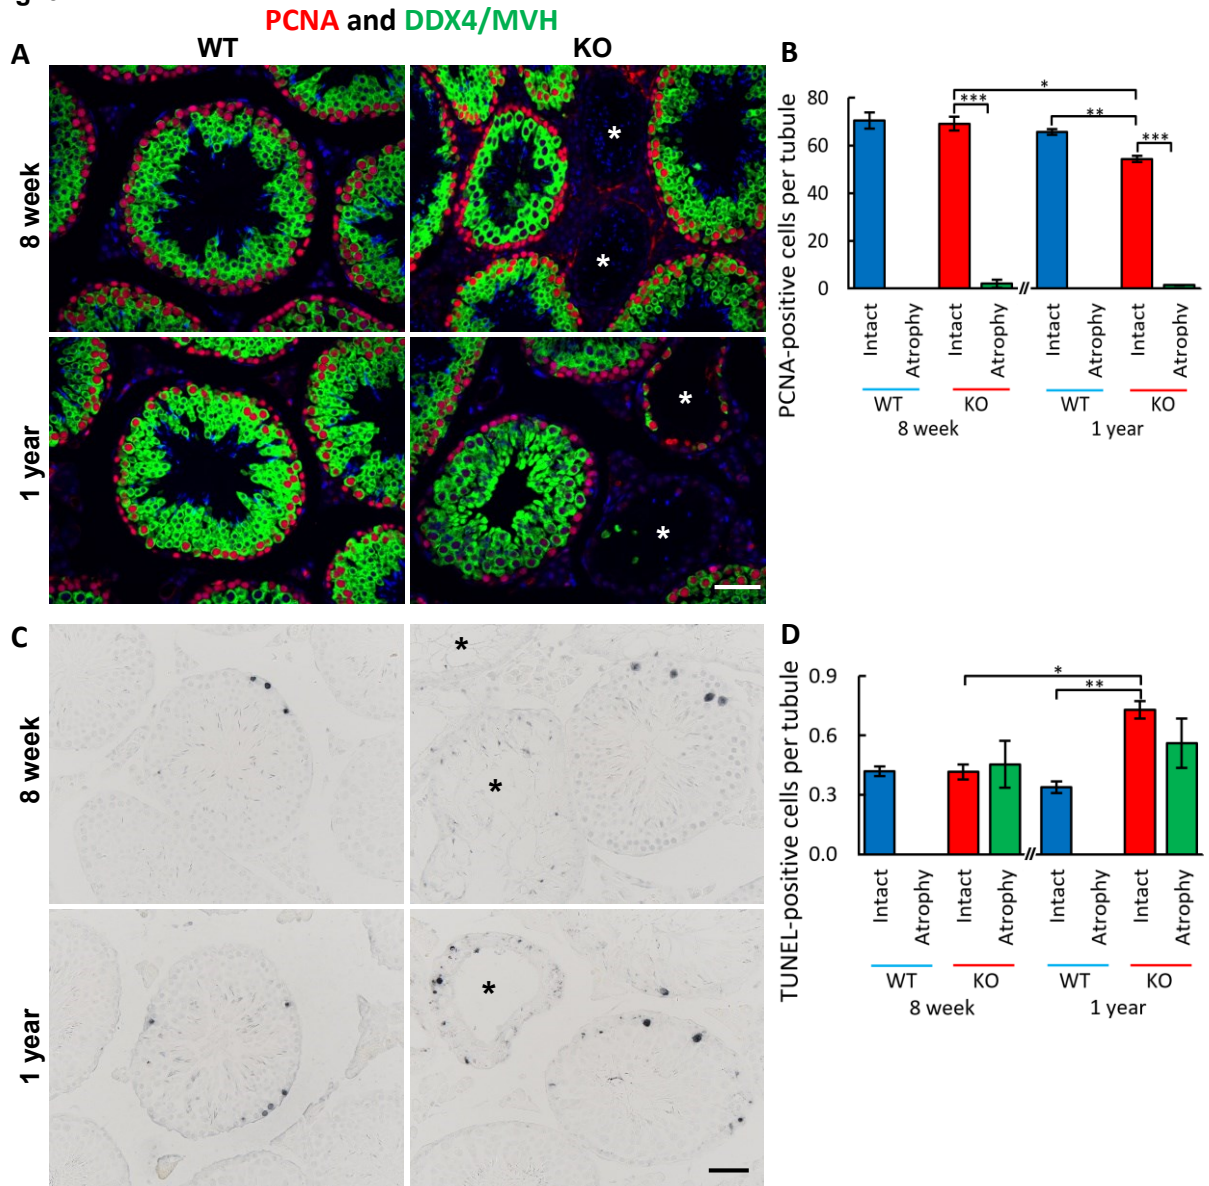 PCNA and DDX4/MVH
WT
KO
A
8 week
1 year
*
*
*
*
B
PCNA-positive cells per tubule
80
60
40
20
0
*
***
**
***
//
Intact
Atrophy
Intact
Atrophy
Intact
Atrophy
Intact
Atrophy
WT
KO
WT
KO
8 week
1 year
C
8 week
1 year
*
*
*
D
TUNEL-positive cells per tubule
0.9
0.6
0.3
0.0
*
**
//
Intact
Atrophy
Intact
Atrophy
Intact
Atrophy
Intact
Atrophy
WT
KO
WT
KO
8 week
1 year